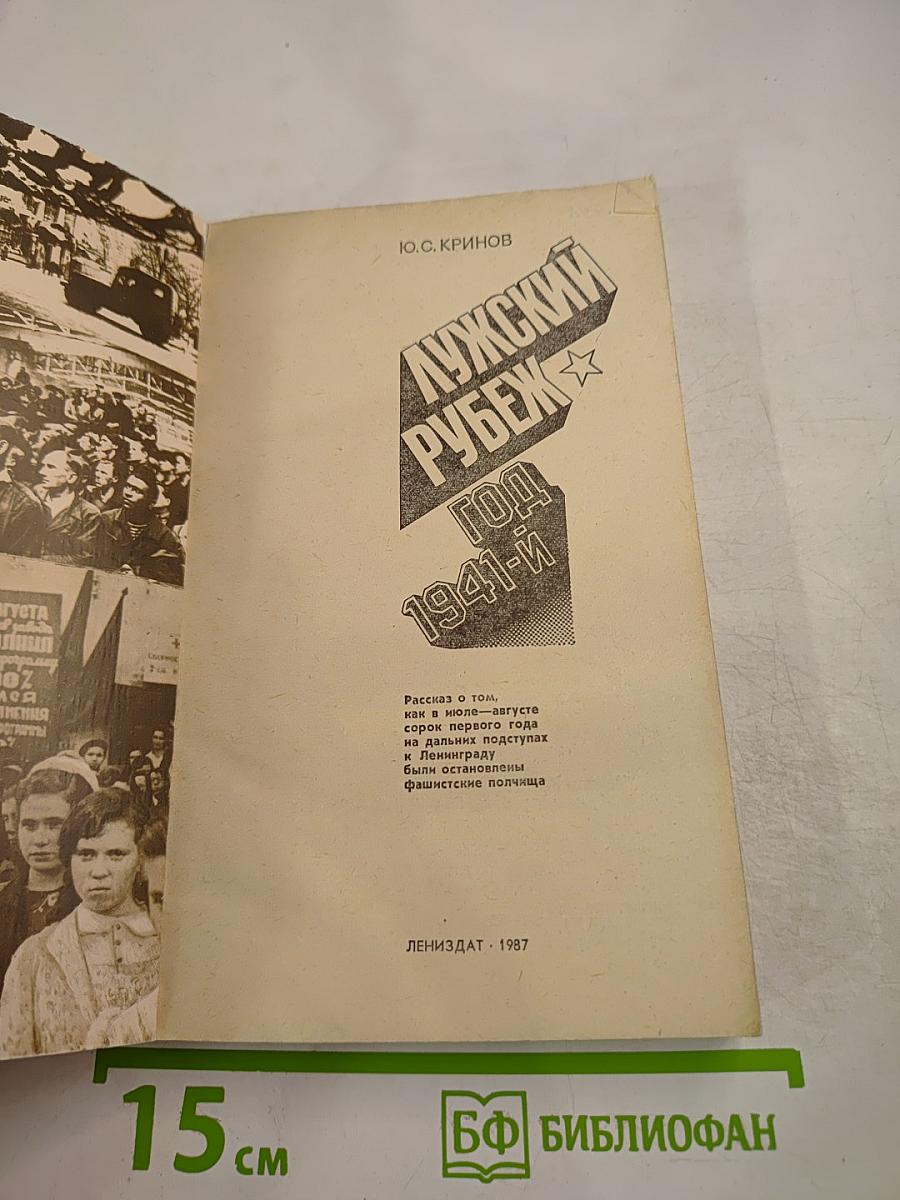 Ю.С.КРИНОВ
ЛУЖСКИЙ
РУБЕЖ
ГОД
1941-Й
Рассказ о том,
как в июле—августе
сорок первого года
на дальних подступах
к Ленинграду
были остановлены
фашистские полчища
ЛЕНИЗДАТ · 1987
15 см
БФ БИБЛИОФАН